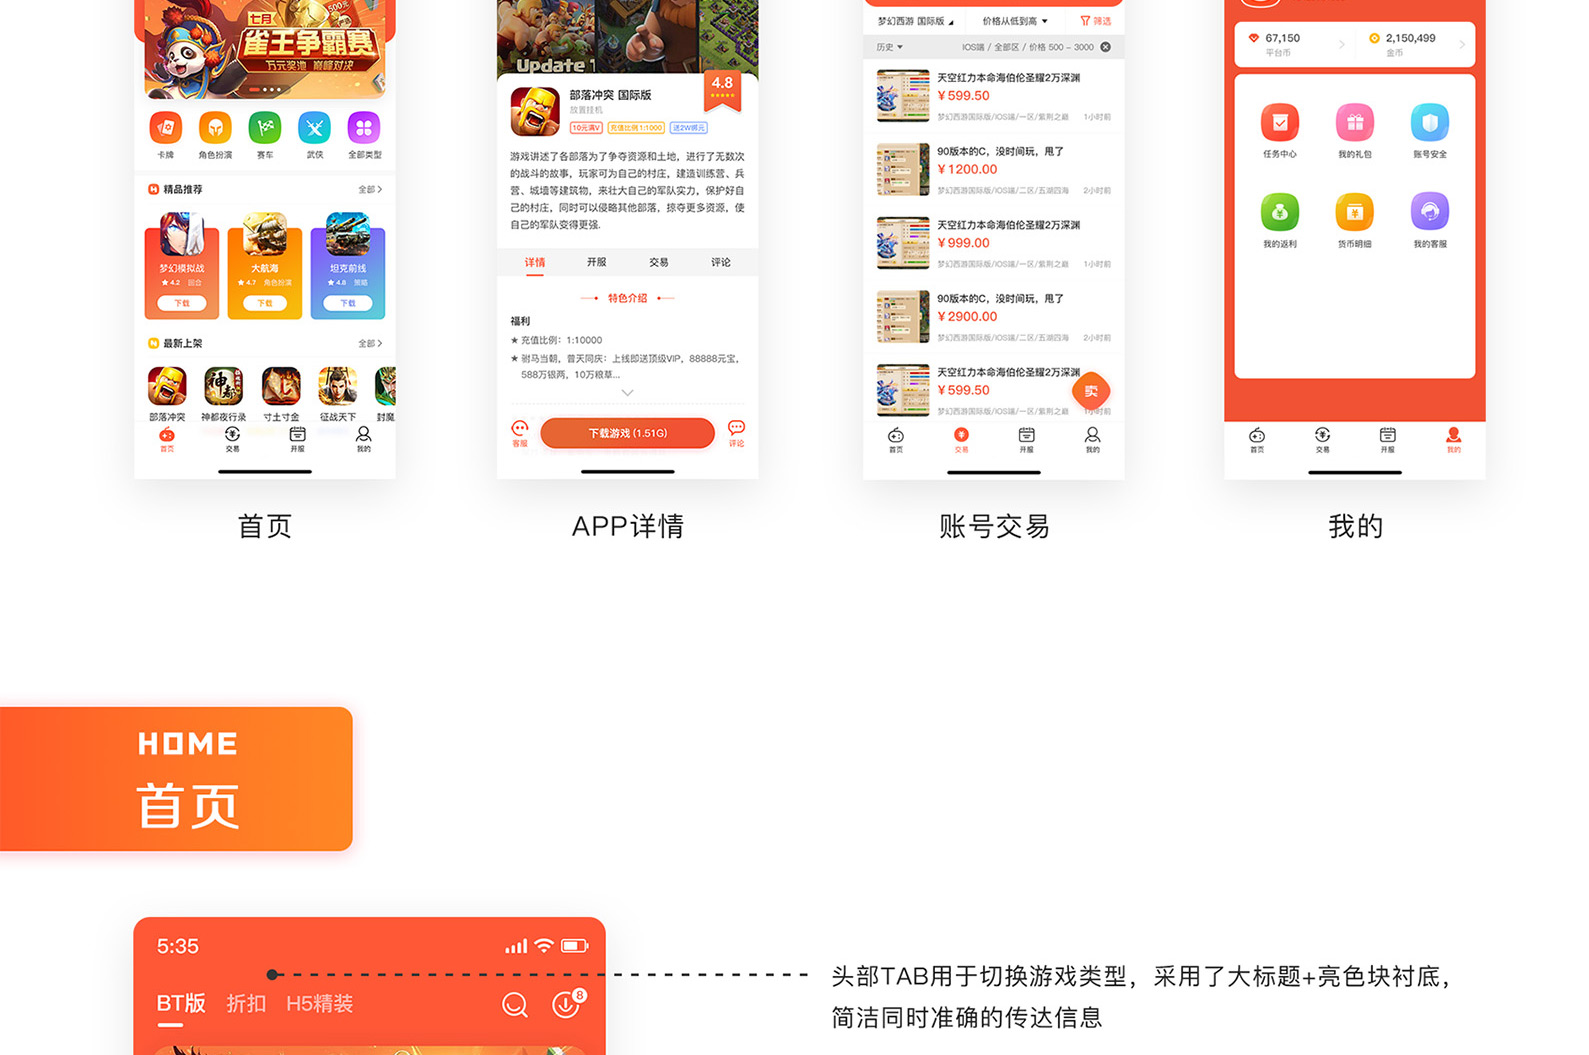 七月
500元
雀王争霸赛
万元奖池 巅峰对决
卡牌
角色扮演
赛车
武侠
全部类型
精品推荐
全部
梦幻模拟战
4.2 回合
下载
大航海
4.7 角色扮演
下载
坦克前线
4.8 策略
下载
最新上架
全部
部落冲突
神都夜行录
寸土寸金
征战天下
封魔
首页
交易
开服
我的
首页
Update 1
部落冲突 国际版
放置挂机
4.8
10元满V
充值比例1:1000
送2W绑元
游戏讲述了各部落为了争夺资源和土地，进行了无数次
的战斗的故事，玩家可为自己的村庄，建造训练营、兵
营、城墙等建筑物，来壮大自己的军队实力，保护好自
己的村庄，同时可以侵略其他部落，掠夺更多资源，使
自己的军队变得更强.
详情
开服
交易
评论
特色介绍
福利
★ 充值比例：1:10000
★ 驸马当朝，普天同庆：上线即送顶级VIP，88888元宝，
588万银两，10万粮草...
客服
下载游戏 (1.51G)
评论
APP详情
梦幻西游 国际版
价格从低到高
筛选
历史
IOS端 / 全部区 / 价格 500 - 3000
天空红力本命海伯伦圣耀2万深渊
¥599.50
梦幻西游国际版/IOS端/一区/紫荆之巅 1小时前
90版本的C，没时间玩，甩了
¥1200.00
梦幻西游国际版/IOS端/二区/五湖四海 2小时前
天空红力本命海伯伦圣耀2万深渊
¥999.00
梦幻西游国际版/IOS端/一区/紫荆之巅 1小时前
90版本的C，没时间玩，甩了
¥2900.00
梦幻西游国际版/IOS端/二区/五湖四海 2小时前
天空红力本命海伯伦圣耀2万深渊
¥599.50
梦幻西游国际版/IOS端/一区/紫荆之巅 1小时前
卖
首页
交易
开服
我的
账号交易
67,150
平台币
2,150,499
金币
任务中心
我的礼包
账号安全
我的返利
货币明细
我的客服
首页
交易
开服
我的
我的
HOME
首页
5:35
BT版
折扣
H5精装
8
头部TAB用于切换游戏类型，采用了大标题+亮色块衬底，
简洁同时准确的传达信息